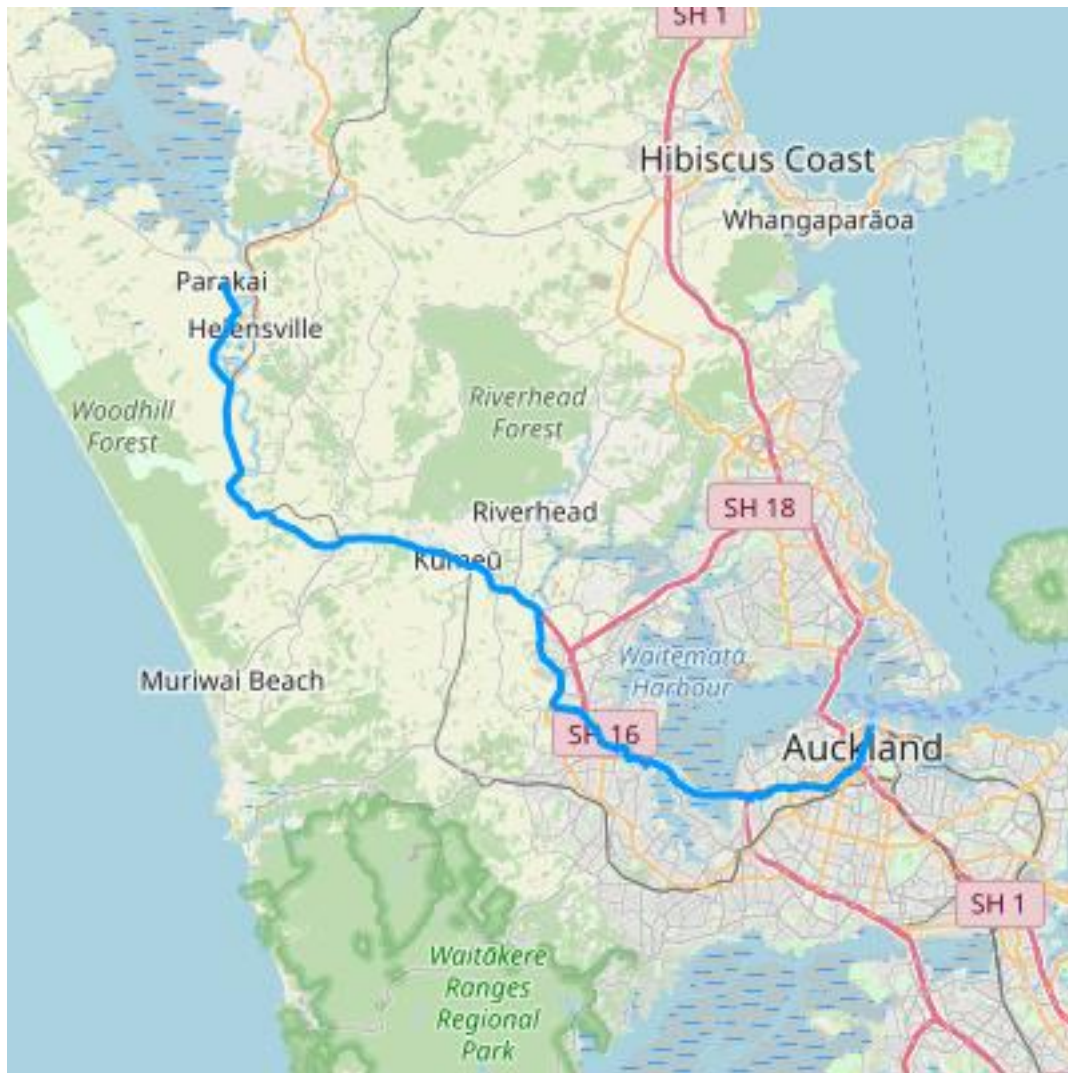 SH 1
Hibiscus Coast
Whangaparāoa
Parakai
Helensville
Woodhill
Forest
Riverhead
Forest
SH 18
Riverhead
Kumeū
Waitematā
Harbour
Muriwai Beach
SH 16
Auckland
SH 1
Waitākere
Ranges
Regional
Park